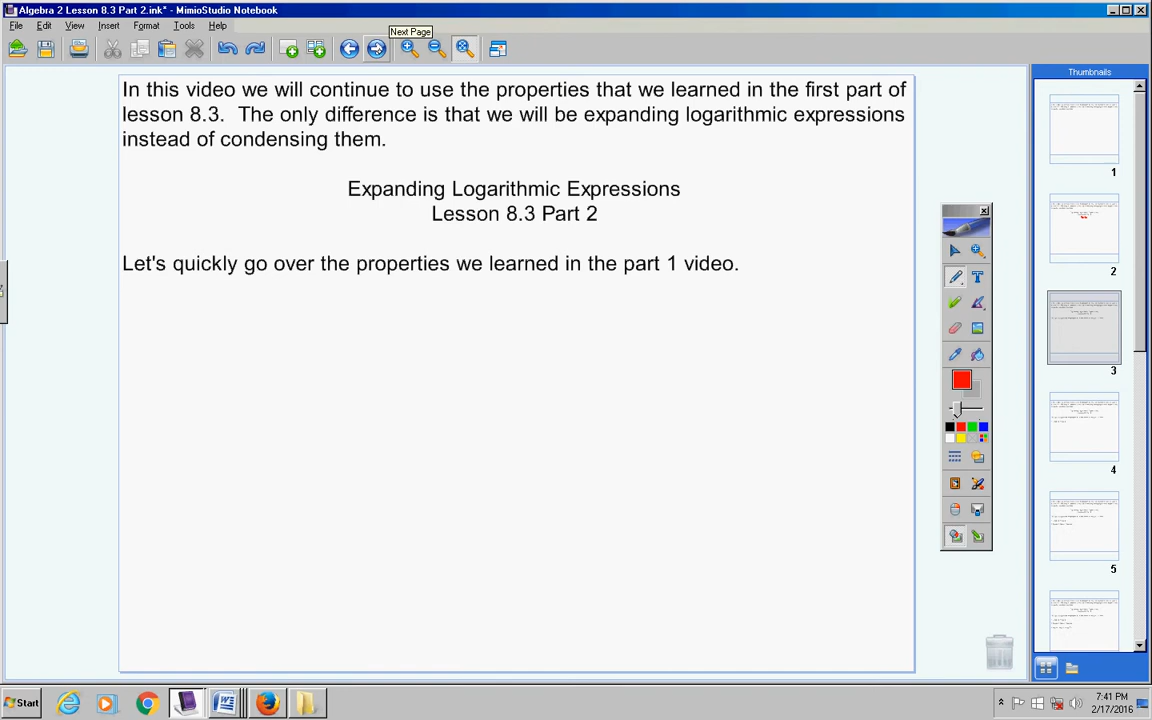 Algebra 2 Lesson 8.3 Part 2.ink* - MimioStudio Notebook
File Edit View Insert Format Tools Help
Next Page
In this video we will continue to use the properties that we learned in the first part of
lesson 8.3. The only difference is that we will be expanding logarithmic expressions
instead of condensing them.
Expanding Logarithmic Expressions
Lesson 8.3 Part 2
Let's quickly go over the properties we learned in the part 1 video.
Thumbnails
1
2
3
4
5
Start
7:41 PM
2/17/2016